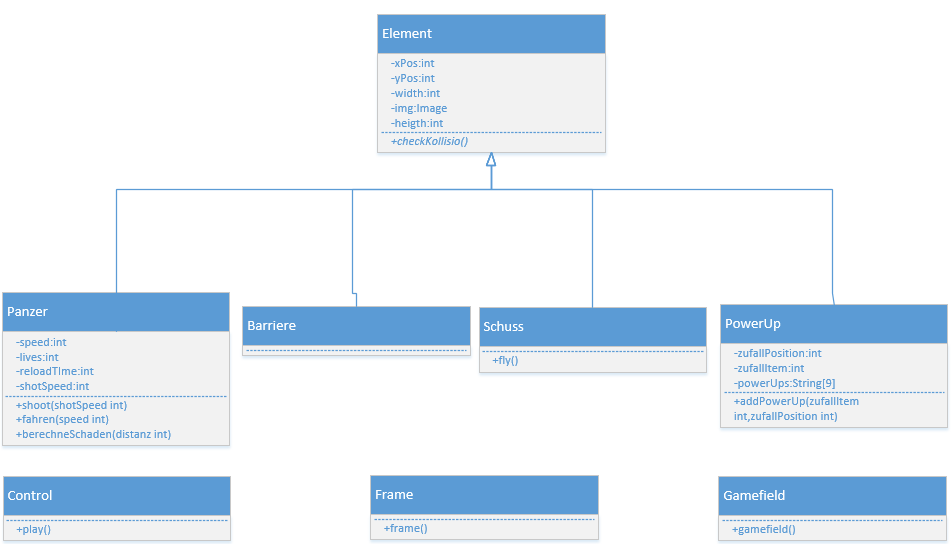 Element
-xPos:int
-yPos:int
-width:int
-img:Image
-heigth:int
+checkKollisio()
Panzer
-speed:int
-lives:int
-reloadTIme:int
-shotSpeed:int
+shoot(shotSpeed int)
+fahren(speed int)
+berechneSchaden(distanz int)
Barriere
Schuss
+fly()
PowerUp
-zufallPosition:int
-zufallItem:int
-powerUps:String[9]
+addPowerUp(zufallItem
int,zufallPosition int)
Control
+play()
Frame
+frame()
Gamefield
+gamefield()